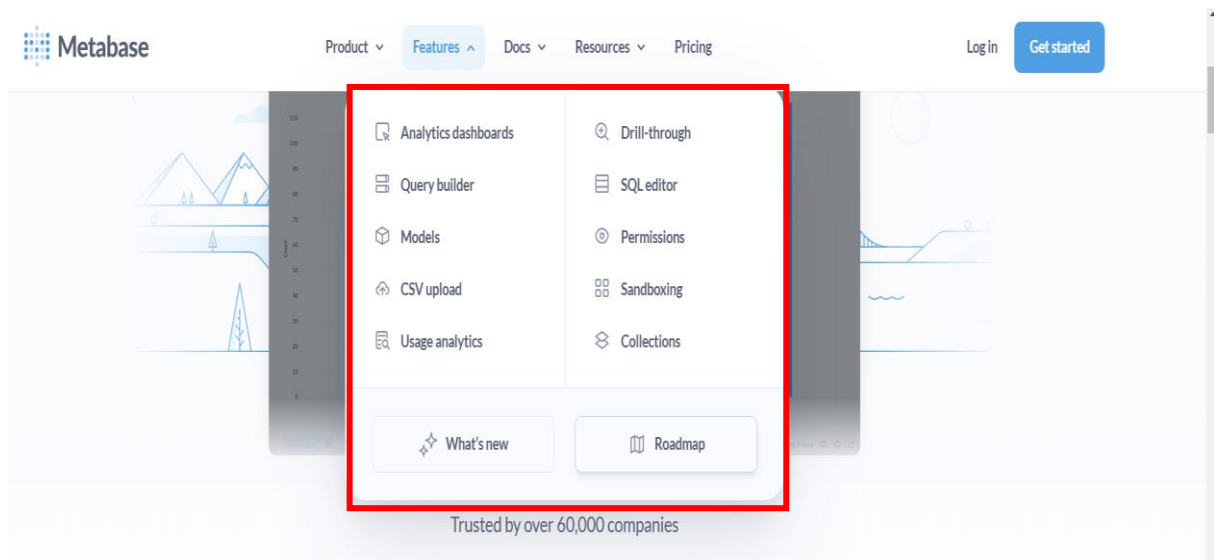 Metabase
Product
Features
Docs
Resources
Pricing
Log in
Get started
Analytics dashboards
Drill-through
Query builder
SQL editor
Models
Permissions
CSV upload
Sandboxing
Usage analytics
Collections
What's new
Roadmap
Trusted by over 60,000 companies